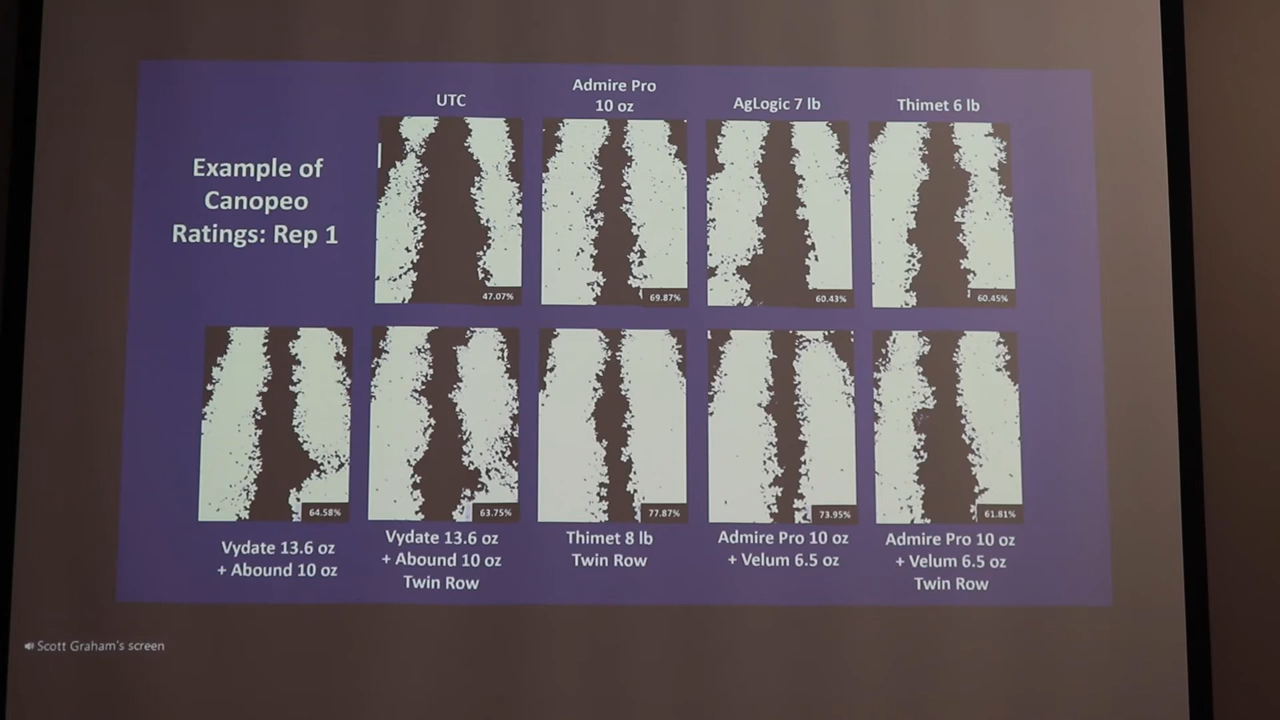 Example of
Canopeo
Ratings: Rep 1
UTC
47.07%
Admire Pro
10 oz
69.87%
AgLogic 7 lb
60.43%
Thimet 6 lb
60.45%
64.58%
Vydate 13.6 oz
+ Abound 10 oz
63.75%
Vydate 13.6 oz
+ Abound 10 oz
Twin Row
77.87%
Thimet 8 lb
Twin Row
73.95%
Admire Pro 10 oz
+ Velum 6.5 oz
61.81%
Admire Pro 10 oz
+ Velum 6.5 oz
Twin Row
Scott Graham's screen